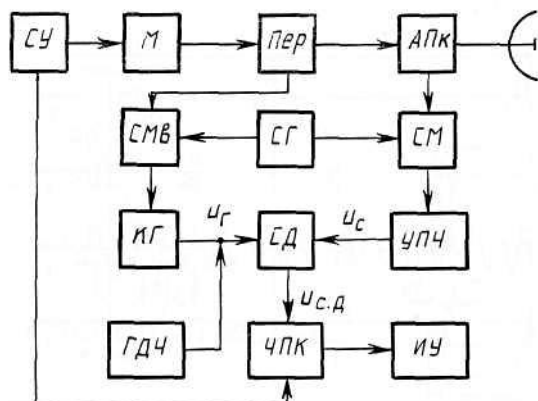 СУ М Пер АПк
СМв СГ СМ
КГ uг СД uс УПЧ
uс.д
ГДЧ ЧПК ИУ